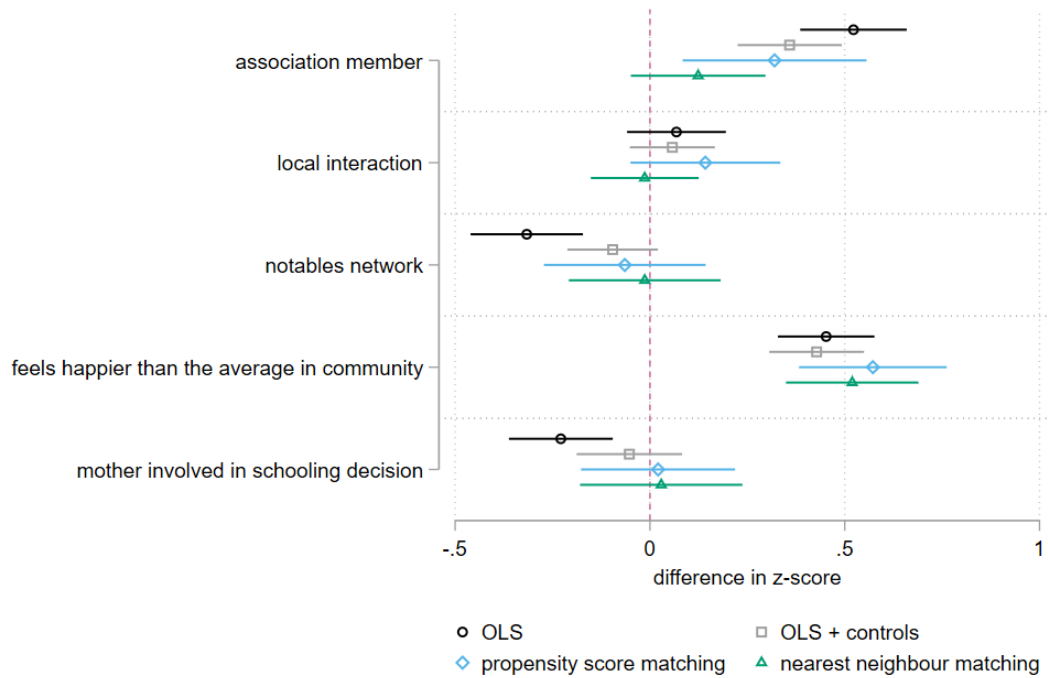 association member
local interaction
notables network
feels happier than the average in community
mother involved in schooling decision
-.5 0 .5 1
difference in z-score
OLS OLS + controls
propensity score matching nearest neighbour matching